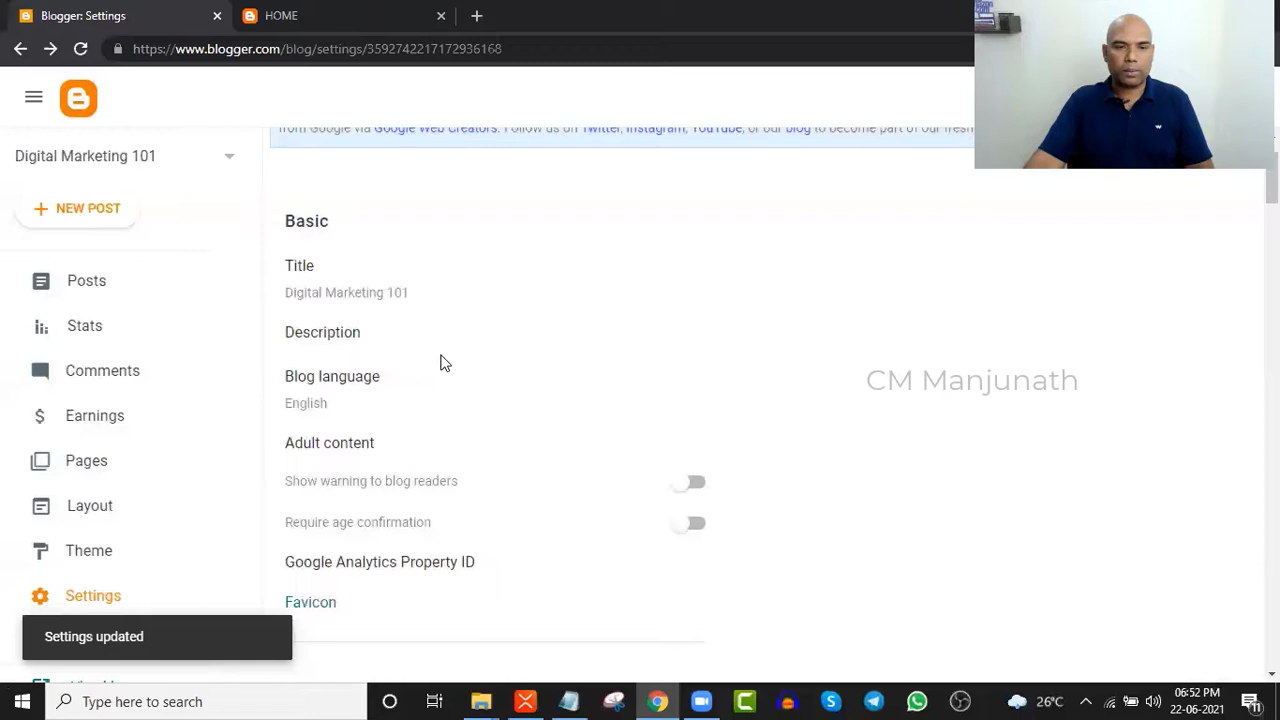 Blogger: Settings
HOME
https://www.blogger.com/blog/settings/3592742217172936168
from Google via Google Web Creators. Follow us on Twitter, Instagram, YouTube, or our blog to become part of our fresh
Digital Marketing 101
NEW POST
Basic
Title
Digital Marketing 101
Description
Blog language
English
Adult content
Show warning to blog readers
Require age confirmation
Google Analytics Property ID
Favicon
Posts
Stats
Comments
Earnings
Pages
Layout
Theme
Settings
Settings updated
CM Manjunath
Type here to search
26°C
06:52 PM
22-06-2021
11